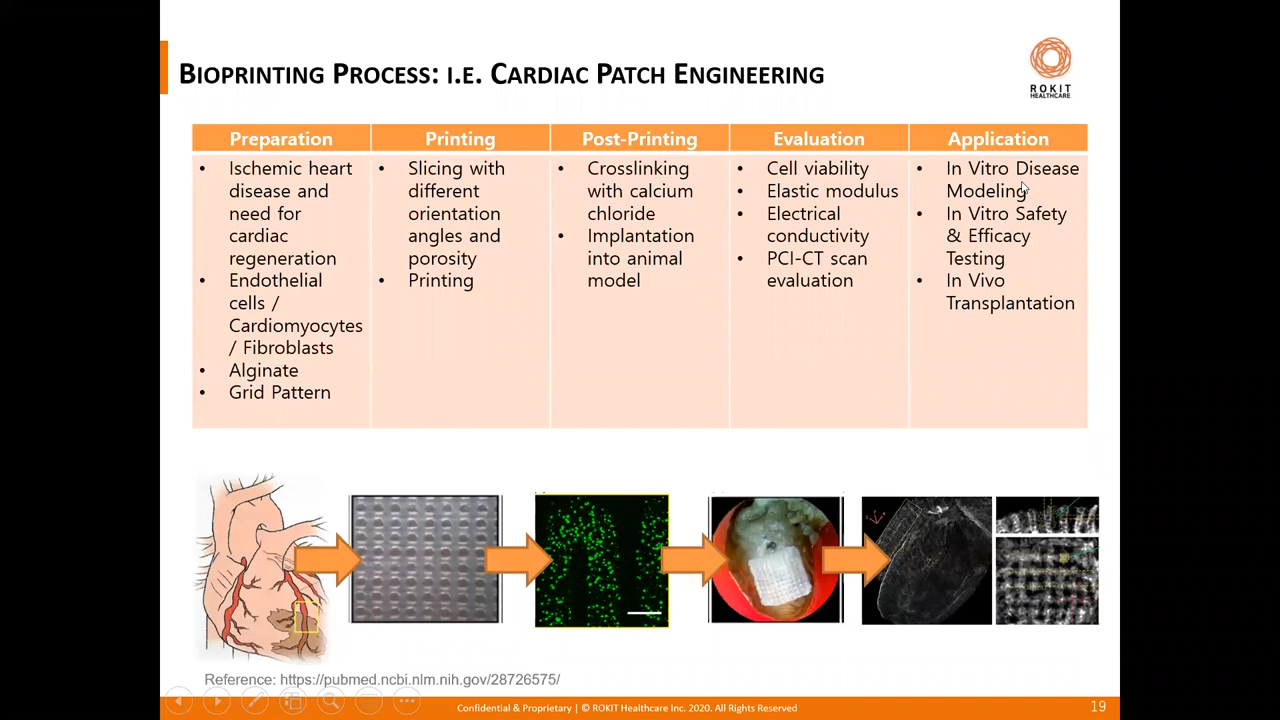 BIOPRINTING PROCESS: I.E. CARDIAC PATCH ENGINEERING
ROKIT
HEALTHCARE
Preparation
Ischemic heart
disease and
need for
cardiac
regeneration
Endothelial
cells /
Cardiomyocytes
/ Fibroblasts
Alginate
Grid Pattern
Printing
Slicing with
different
orientation
angles and
porosity
Printing
Post-Printing
Crosslinking
with calcium
chloride
Implantation
into animal
model
Evaluation
Cell viability
Elastic modulus
Electrical
conductivity
PCI-CT scan
evaluation
Application
In Vitro Disease
Modeling
In Vitro Safety
& Efficacy
Testing
In Vivo
Transplantation
Reference: https://pubmed.ncbi.nlm.nih.gov/28726575/
Confidential & Proprietary | © ROKIT Healthcare Inc. 2020. All Rights Reserved
19